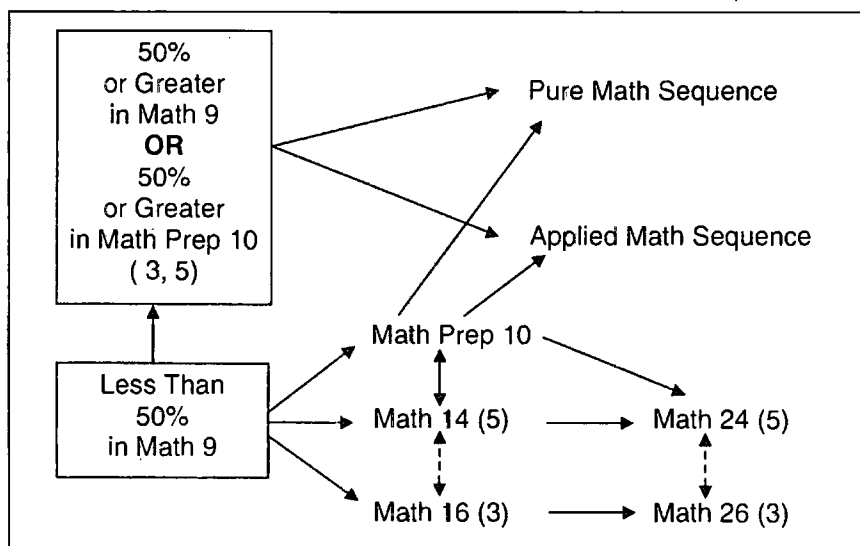 50%
or Greater
in Math 9
OR
50%
or Greater
in Math Prep 10
( 3, 5)
Pure Math Sequence
Applied Math Sequence
Math Prep 10
Less Than
50%
in Math 9
Math 14 (5)
Math 24 (5)
Math 16 (3)
Math 26 (3)